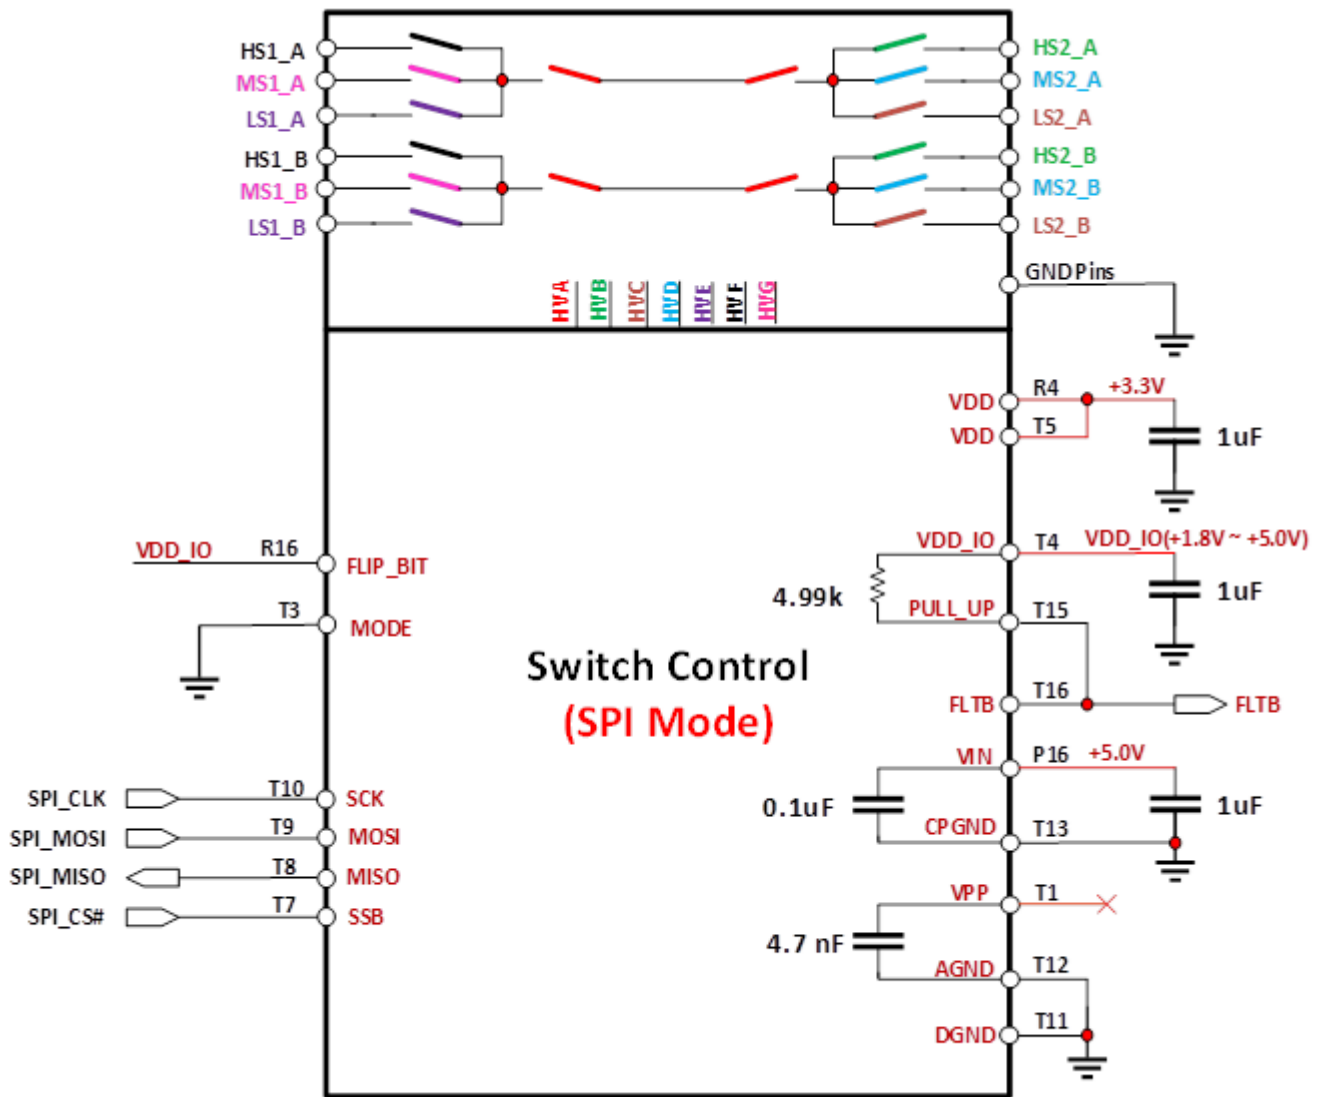 HS1_A
HS2_A
MS1_A
MS2_A
LS1_A
LS2_A
HS1_B
HS2_B
MS1_B
MS2_B
LS1_B
LS2_B
GND Pins
HVA HVB HVC HVD HVE HVF HVG
R4 +3.3V
VDD
T5
VDD
1uF
VDD_IO R16
FLIP_BIT
VDD_IO T4 VDD_IO(+1.8V ~ +5.0V)
4.99k
1uF
T3
MODE
PULL_UP T15
Switch Control
(SPI Mode)
FLTB T16 FLTB
VIN P16 +5.0V
0.1uF
1uF
CPGND T13
SPI_CLK T10 SCK
SPI_MOSI T9 MOSI
SPI_MISO T8 MISO
SPI_CS# T7 SSB
VPP T1
4.7 nF
AGND T12
DGND T11